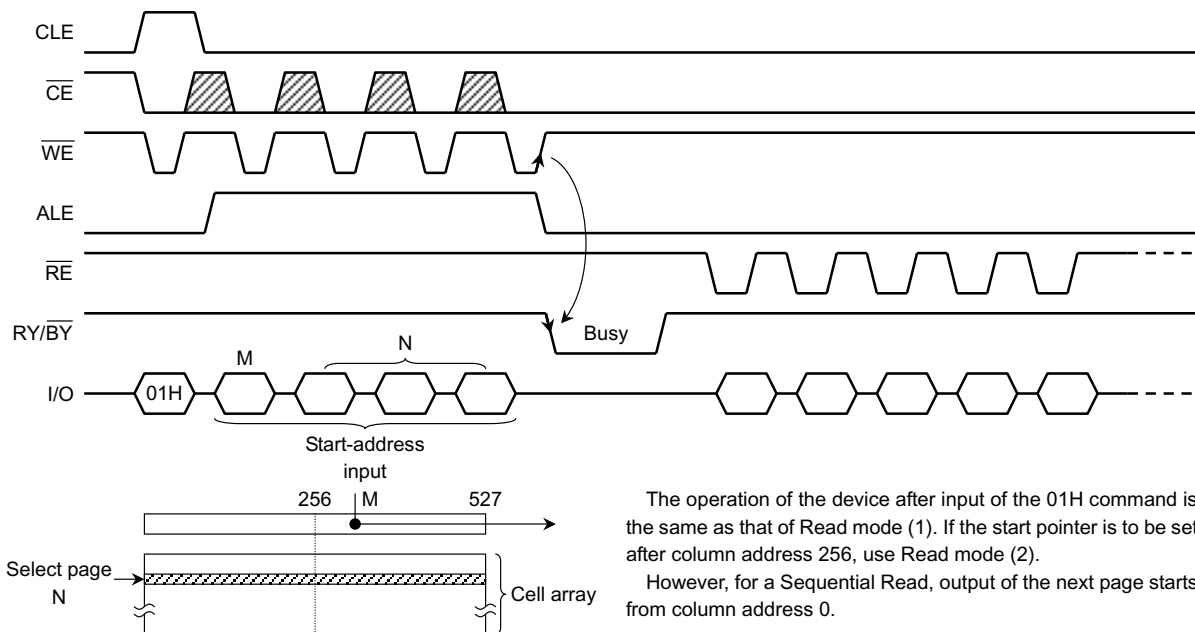 CLE
CE
WE
ALE
RE
RY/BY
Busy
M
N
I/O
01H
Start-address
input
256
M
527
Select page
N
Cell array
The operation of the device after input of the 01H command is
the same as that of Read mode (1). If the start pointer is to be set
after column address 256, use Read mode (2).
However, for a Sequential Read, output of the next page starts
from column address 0.